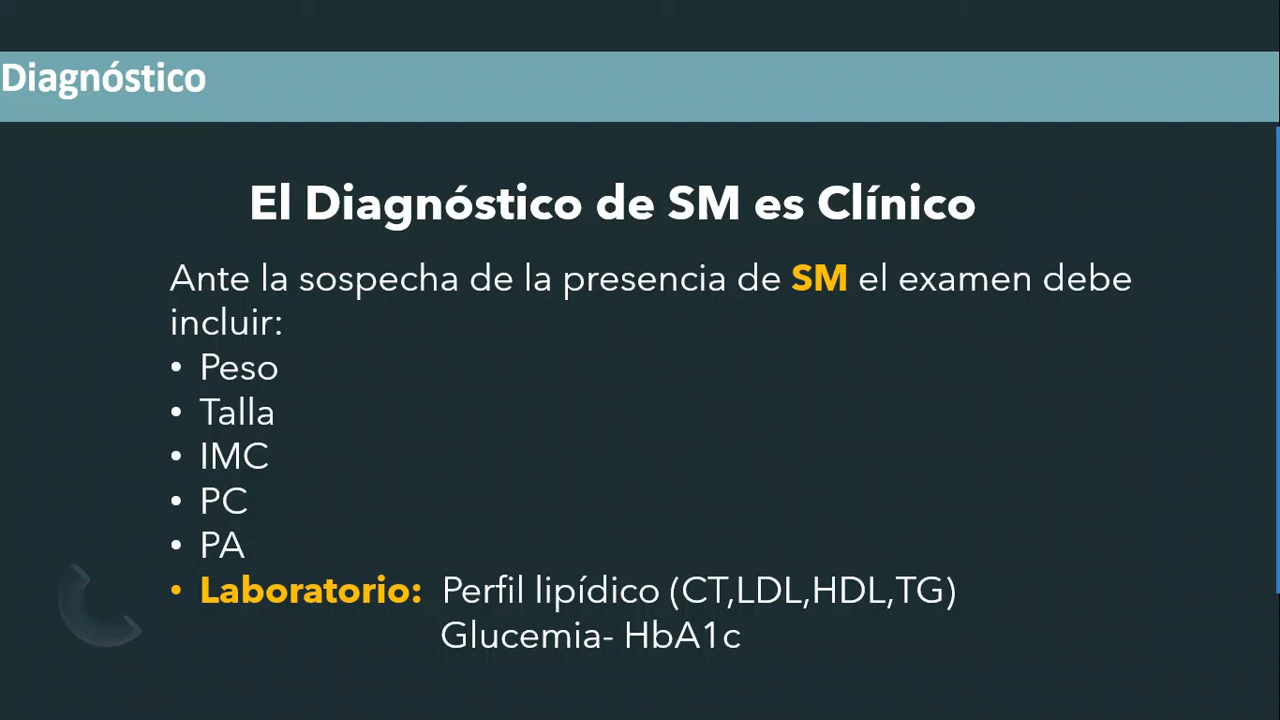 Diagnóstico
El Diagnóstico de SM es Clínico
Ante la sospecha de la presencia de SM el examen debe
incluir:
• Peso
• Talla
• IMC
• PC
• PA
• Laboratorio: Perfil lipídico (CT,LDL,HDL,TG)
Glucemia- HbA1c